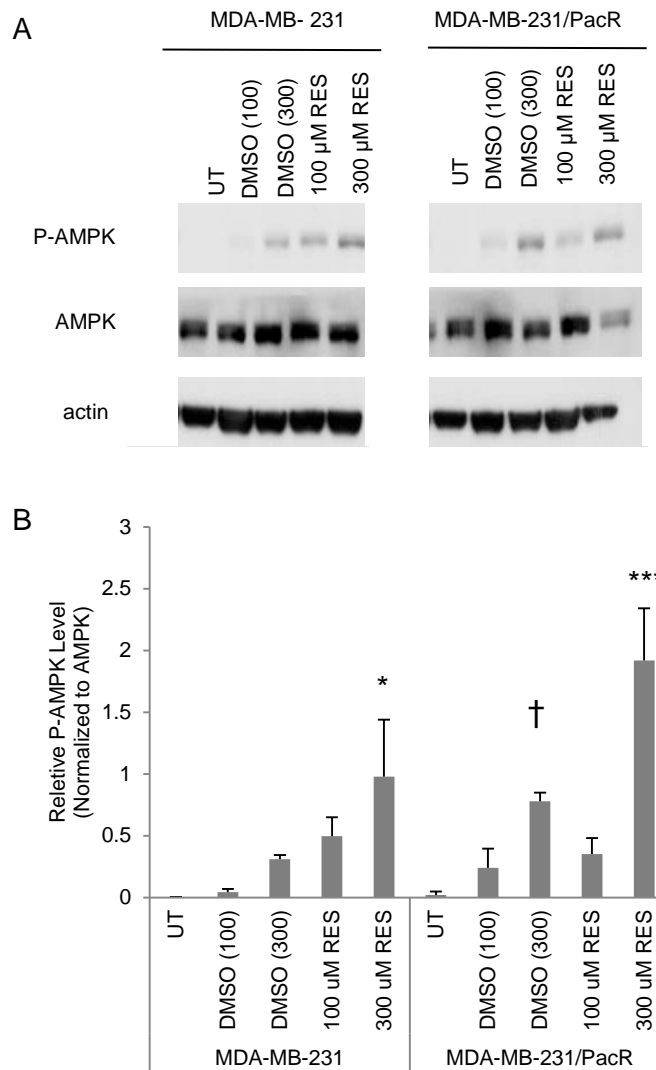 A
MDA-MB- 231
MDA-MB-231/PacR
UT
DMSO (100)
DMSO (300)
100 µM RES
300 µM RES
UT
DMSO (100)
DMSO (300)
100 µM RES
300 µM RES
P-AMPK
AMPK
actin
B
Reletive P-AMPK Level
(Normalized to AMPK)
3
2.5
2
1.5
1
0.5
0
*
†
***
UT
DMSO (100)
DMSO (300)
100 uM RES
300 uM RES
UT
DMSO (100)
DMSO (300)
100 uM RES
300 uM RES
MDA-MB-231
MDA-MB-231/PacR